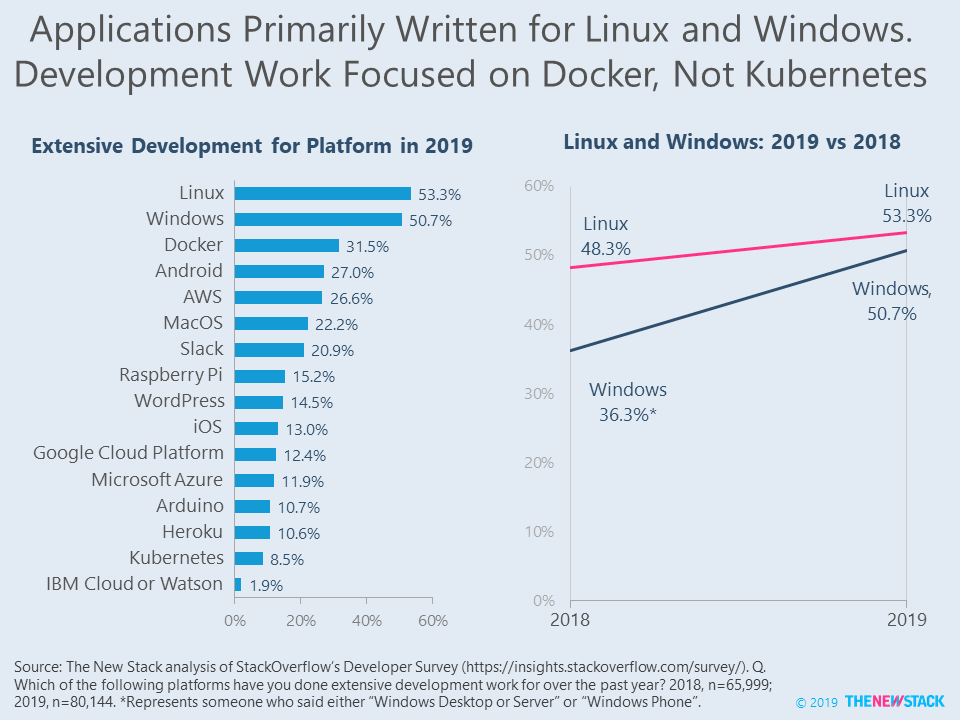 Applications Primarily Written for Linux and Windows.
Development Work Focused on Docker, Not Kubernetes
Extensive Development for Platform in 2019
Linux 53.3%
Windows 50.7%
Docker 31.5%
Android 27.0%
AWS 26.6%
MacOS 22.2%
Slack 20.9%
Raspberry Pi 15.2%
WordPress 14.5%
iOS 13.0%
Google Cloud Platform 12.4%
Microsoft Azure 11.9%
Arduino 10.7%
Heroku 10.6%
Kubernetes 8.5%
IBM Cloud or Watson 1.9%
0% 20% 40% 60%
Linux and Windows: 2019 vs 2018
60%
50%
40%
30%
20%
10%
0%
Linux
48.3%
Linux
53.3%
Windows,
50.7%
Windows
36.3%*
2018 2019
Source: The New Stack analysis of StackOverflow's Developer Survey (https://insights.stackoverflow.com/survey/). Q.
Which of the following platforms have you done extensive development work for over the past year? 2018, n=65,999;
2019, n=80,144. *Represents someone who said either "Windows Desktop or Server" or "Windows Phone".
© 2019 THENEWSTACK